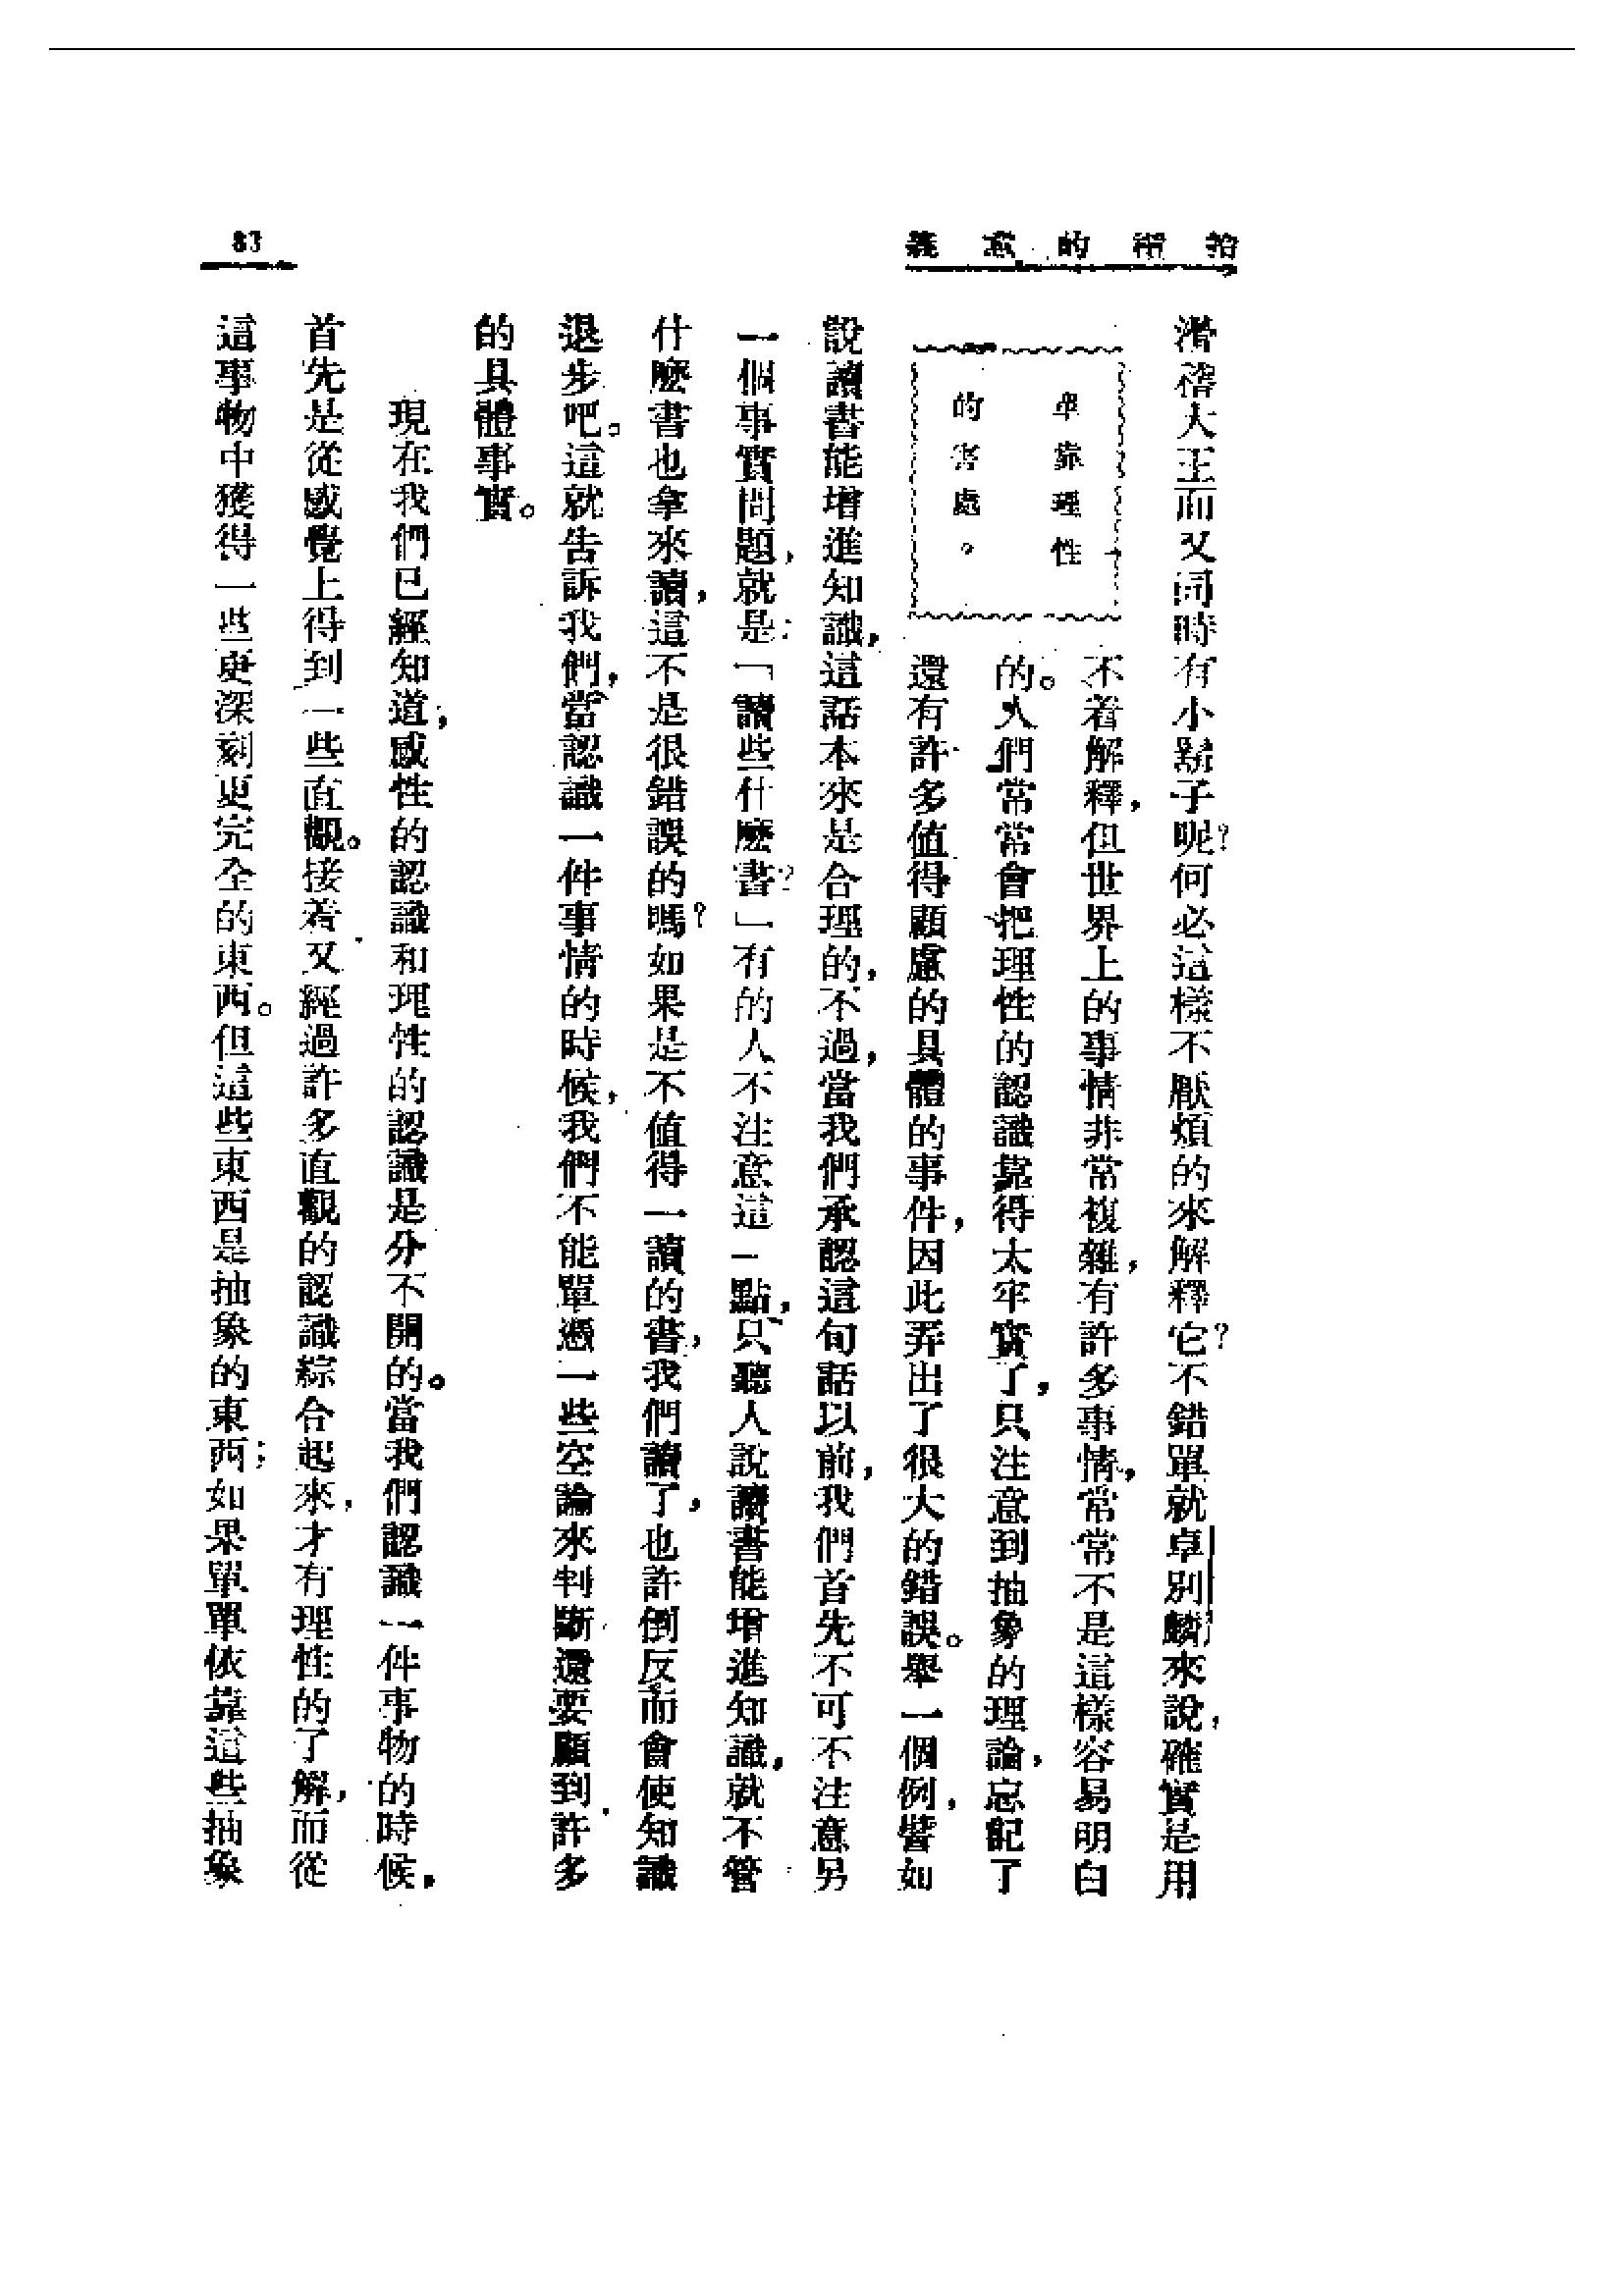 抬槓的意義
83
滑稽大王而又同時有小鬍子呢?何必這樣不厭煩的來解釋它?不錯單就卓別麟來說,確實是用
單靠理性
的害處。
不着解釋,但世界上的事情非常複雜,有許多事情,常常不是這樣容易明白
的。人們常常會把理性的認識靠得太牢實了,只注意到抽象的理論,忘記了
還有許多值得顧慮的具體的事件,因此弄出了很大的錯誤。舉一個例,譬如
說讀書能增進知識,這話本來是合理的,不過,當我們承認這句話以前,我們首先不可不注意另
一個事實問題,就是:「讀些什麼書?」有的人不注意這一點,只聽人說讀書能增進知識,就不管
什麼書也拿來讀,這不是很錯誤的嗎?如果是不值得一讀的書,我們讀了,也許倒反而會使知識
退步吧。這就告訴我們,當認識一件事情的時候,我們不能單憑一些空論來判斷還要顧到許多
的具體事實。
現在我們已經知道,感性的認識和理性的認識是分不開的。當我們認識一件事物的時候,
首先是從感覺上得到一些直觀。接着又經過許多直觀的認識綜合起來,才有理性的了解,而從
這事物中獲得一些更深刻更完全的東西。但這些東西是抽象的東西;如果單單依靠這些抽象